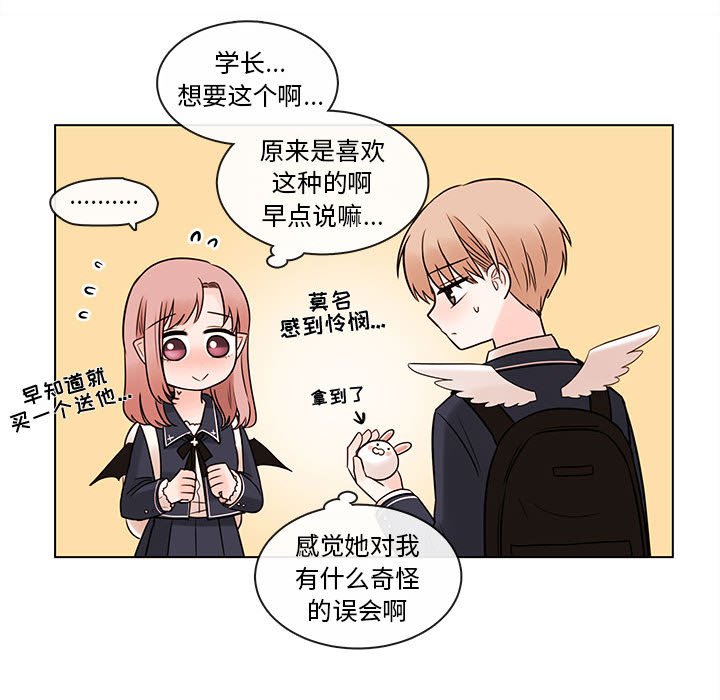 学长...
想要这个啊...
原来是喜欢
这种的啊
早点说嘛...
..........
莫名
感到怜悯...
早知道就
买一个送他...
拿到了
感觉她对我
有什么奇怪
的误会啊